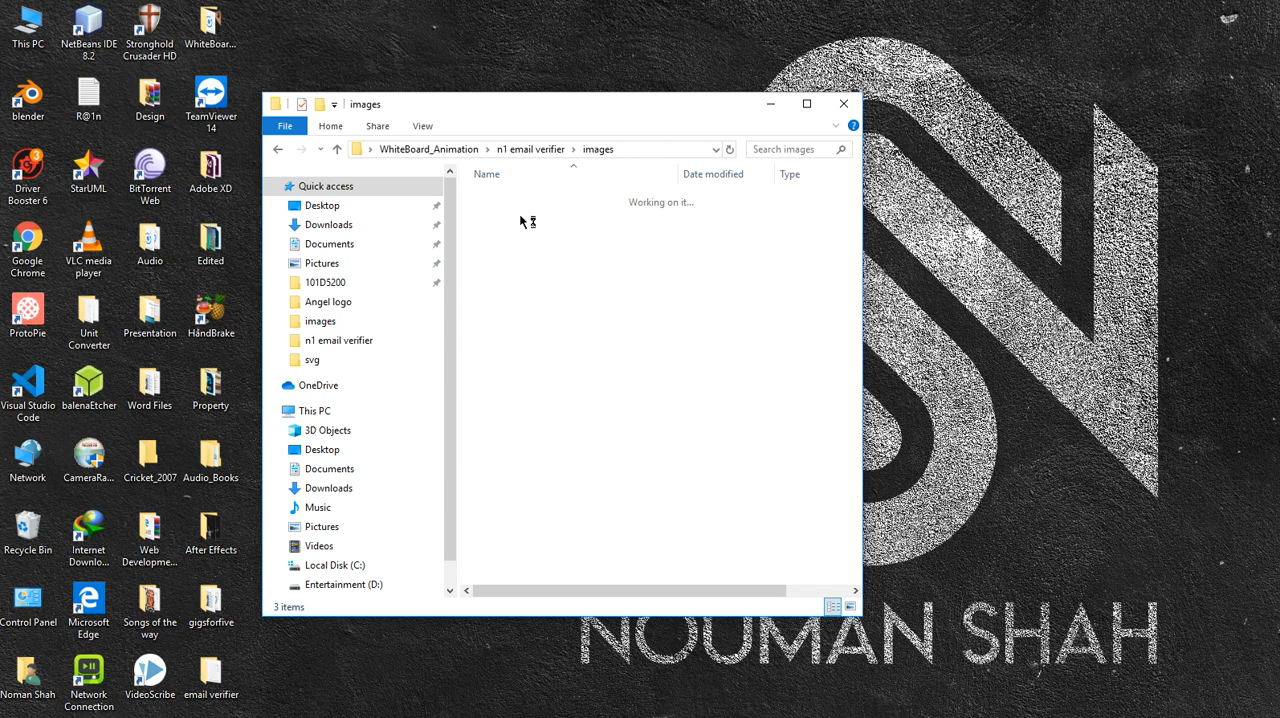 This PC
NetBeans IDE
8.2
Stronghold
Crusader HD
WhiteBoar...
blender
R@1n
Design
TeamViewer
14
Driver
Booster 6
StarUML
BitTorrent
Web
Adobe XD
Google
Chrome
VLC media
player
Audio
Edited
ProtoPie
Unit
Converter
Presentation
HandBrake
Visual Studio
Code
balenaEtcher
Word Files
Property
Network
CameraRa...
Cricket_2007
Audio_Books
Recycle Bin
Internet
Downlo...
Web
Developme...
After Effects
Control Panel
Microsoft
Edge
Songs of the
way
gigsforfive
Noman Shah
Network
Connection
VideoScribe
email verifier
images
File
Home
Share
View
WhiteBoard_Animation
n1 email verifier
images
Search images
Quick access
Desktop
Downloads
Documents
Pictures
101D5200
Angel logo
images
n1 email verifier
svg
OneDrive
This PC
3D Objects
Desktop
Documents
Downloads
Music
Pictures
Videos
Local Disk (C:)
Entertainment (D:)
Name
Date modified
Type
Working on it...
3 items
NOUMAN SHAH